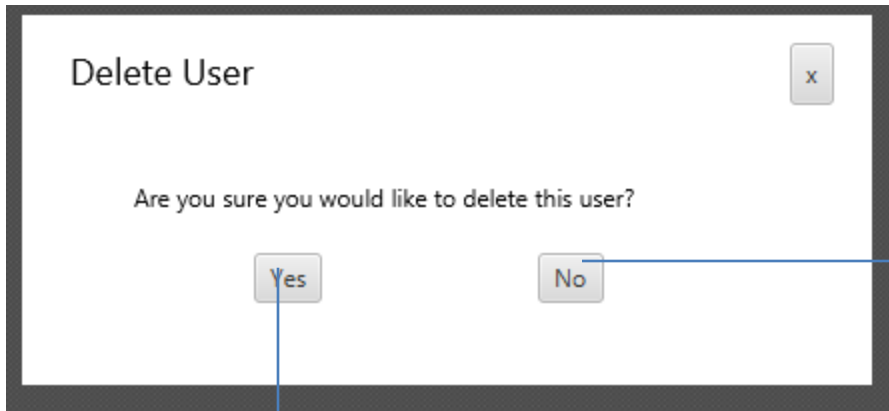 Delete User
x
Are you sure you would like to delete this user?
Yes
No